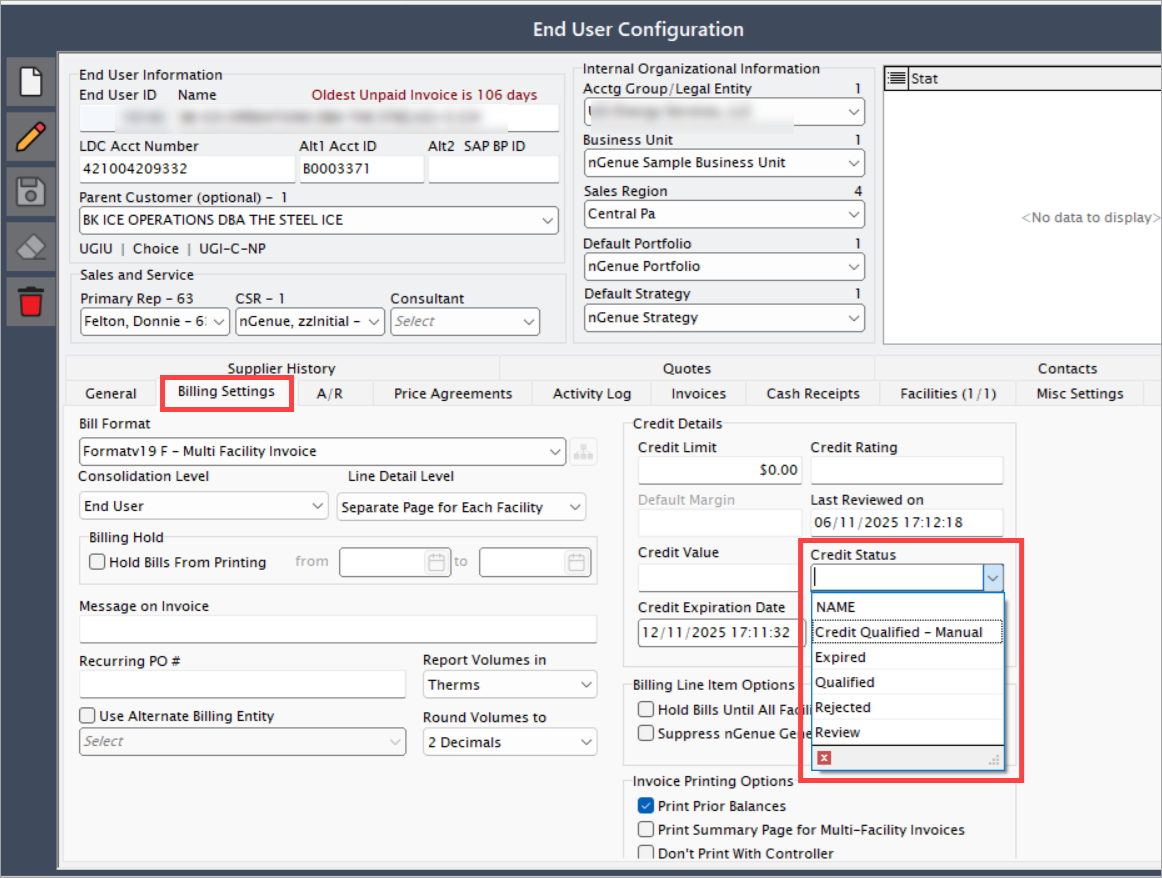 End User Configuration
End User Information
End User ID Name Oldest Unpaid Invoice is 106 days
LDC Acct Number Alt1 Acct ID Alt2 SAP BP ID
421004209332 B0003371
Parent Customer (optional) - 1
BK ICE OPERATIONS DBA THE STEEL ICE
UGIU | Choice | UGI-C-NP
Sales and Service
Primary Rep - 63 CSR - 1 Consultant
Felton, Donnie - 6 nGenue, zzInitial - Select
Internal Organizational Information
Acctg Group/Legal Entity 1
Business Unit 1
nGenue Sample Business Unit
Sales Region 4
Central Pa
Default Portfolio 1
nGenue Portfolio
Default Strategy 1
nGenue Strategy
Stat
<No data to display>
Supplier History Quotes Contacts
General Billing Settings A/R Price Agreements Activity Log Invoices Cash Receipts Facilities (1/1) Misc Settings
Bill Format
Formatv19 F - Multi Facility Invoice
Consolidation Level Line Detail Level
End User Separate Page for Each Facility
Billing Hold
Hold Bills From Printing from to
Message on Invoice
Recurring PO # Report Volumes in
Therms
Use Alternate Billing Entity Round Volumes to
Select 2 Decimals
Credit Details
Credit Limit Credit Rating
$0.00
Default Margin Last Reviewed on
06/11/2025 17:12:18
Credit Value Credit Status
Credit Expiration Date
12/11/2025 17:11:32
NAME
Credit Qualified - Manual
Expired
Qualified
Rejected
Review
Billing Line Item Options
Hold Bills Until All Facili
Suppress nGenue Gene
Invoice Printing Options
Print Prior Balances
Print Summary Page for Multi-Facility Invoices
Don't Print With Controller